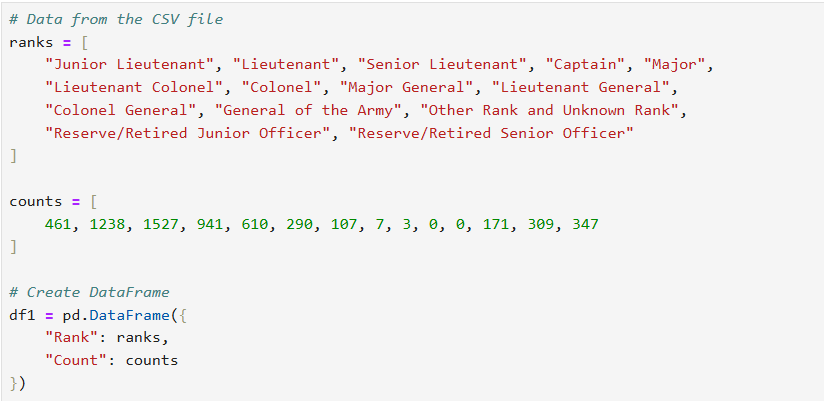 # Data from the CSV file
ranks = [
    "Junior Lieutenant", "Lieutenant", "Senior Lieutenant", "Captain", "Major",
    "Lieutenant Colonel", "Colonel", "Major General", "Lieutenant General",
    "Colonel General", "General of the Army", "Other Rank and Unknown Rank",
    "Reserve/Retired Junior Officer", "Reserve/Retired Senior Officer"
]
counts = [
    461, 1238, 1527, 941, 610, 290, 107, 7, 3, 0, 0, 171, 309, 347
]
# Create DataFrame
df1 = pd.DataFrame({
    "Rank": ranks,
    "Count": counts
})